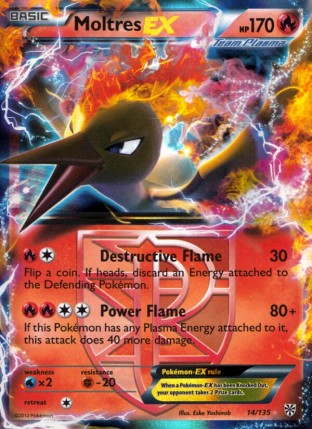 BASIC
Moltres EX
HP 170
Team Plasma
Destructive Flame 30
Flip a coin. If heads, discard an Energy attached to
the Defending Pokémon.
Power Flame 80+
If this Pokémon has any Plasma Energy attached to it,
this attack does 40 more damage.
weakness resistance
×2 -20
retreat
Pokémon-EX rule
When a Pokémon-EX has been Knocked Out,
your opponent takes 2 Prize cards.
©2012 Pokémon
Illus. Eske Yoshinob
14/135